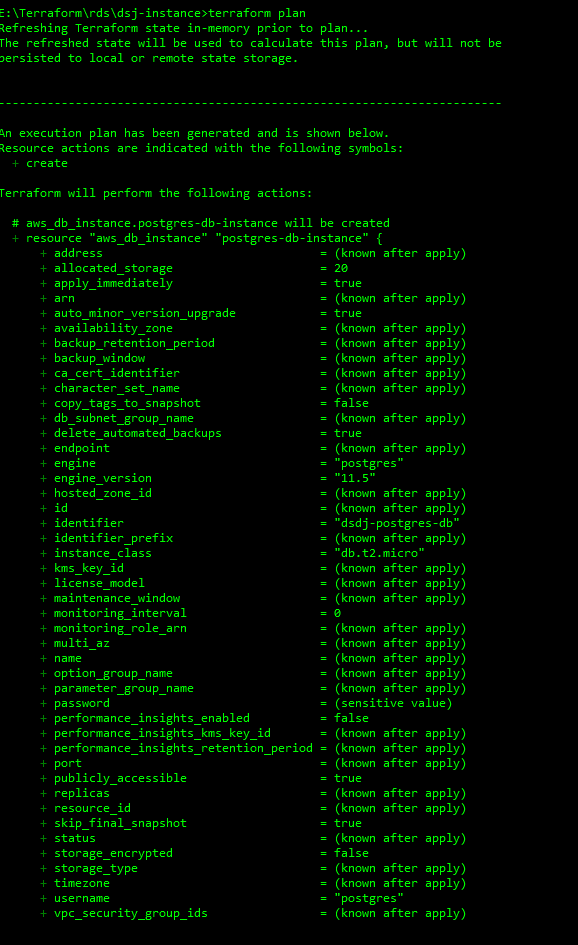 E:\Terraform\rds\dsj-instance>terraform plan
Refreshing Terraform state in-memory prior to plan...
The refreshed state will be used to calculate this plan, but will not be
persisted to local or remote state storage.
------------------------------------------------------------------------
An execution plan has been generated and is shown below.
Resource actions are indicated with the following symbols:
  + create
Terraform will perform the following actions:
  # aws_db_instance.postgres-db-instance will be created
  + resource "aws_db_instance" "postgres-db-instance" {
      + address                               = (known after apply)
      + allocated_storage                     = 20
      + apply_immediately                     = true
      + arn                                   = (known after apply)
      + auto_minor_version_upgrade            = true
      + availability_zone                     = (known after apply)
      + backup_retention_period               = (known after apply)
      + backup_window                         = (known after apply)
      + ca_cert_identifier                    = (known after apply)
      + character_set_name                    = (known after apply)
      + copy_tags_to_snapshot                 = false
      + db_subnet_group_name                  = (known after apply)
      + delete_automated_backups              = true
      + endpoint                              = (known after apply)
      + engine                                = "postgres"
      + engine_version                        = "11.5"
      + hosted_zone_id                        = (known after apply)
      + id                                    = (known after apply)
      + identifier                            = "dsdj-postgres-db"
      + identifier_prefix                     = (known after apply)
      + instance_class                        = "db.t2.micro"
      + kms_key_id                            = (known after apply)
      + license_model                         = (known after apply)
      + maintenance_window                    = (known after apply)
      + monitoring_interval                   = 0
      + monitoring_role_arn                   = (known after apply)
      + multi_az                              = (known after apply)
      + name                                  = (known after apply)
      + option_group_name                     = (known after apply)
      + parameter_group_name                  = (known after apply)
      + password                              = (sensitive value)
      + performance_insights_enabled          = false
      + performance_insights_kms_key_id       = (known after apply)
      + performance_insights_retention_period = (known after apply)
      + port                                  = (known after apply)
      + publicly_accessible                   = true
      + replicas                              = (known after apply)
      + resource_id                           = (known after apply)
      + skip_final_snapshot                   = true
      + status                                = (known after apply)
      + storage_encrypted                     = false
      + storage_type                          = (known after apply)
      + timezone                              = (known after apply)
      + username                              = "postgres"
      + vpc_security_group_ids                = (known after apply)